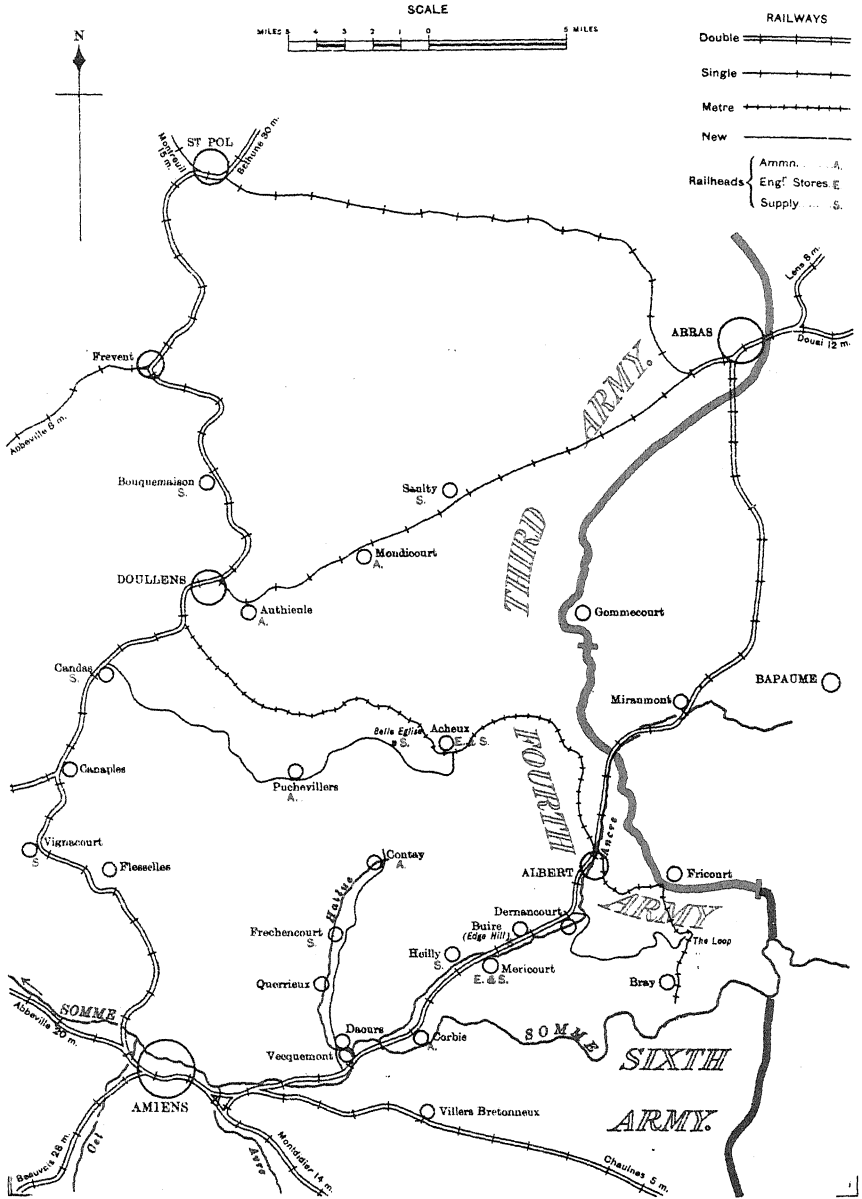 SCALE
MILES 5 4 3 2 1 0 5 MILES
RAILWAYS
Double
Single
Metre
New
Railheads
Ammn. A.
Engr. Stores. E
Supply S.
N
Montreuil 15 m.
ST POL
Bethune 30 m.
Lens 8 m.
ARRAS
Douai 12 m.
Frevent
Abbeville 6 m.
THIRD ARMY.
Bouquemaison
S.
Saulty
S.
Mondicourt
A.
DOULLENS
Authieule
A.
Gommecourt
Candas
S.
BAPAUME
Miraumont
Belle Eglise
S.
Acheux
E. & S.
Canaples
Puchevillers
A.
FOURTH ARMY
Vignacourt
S
Flesselles
Contay
A.
Ancre
ALBERT
Fricourt
Hallue
Dernancourt
Frechencourt
S.
Buire
(Edge Hill)
The Loop
Heilly
S.
Mericourt
E. & S.
Bray
Querrieux
SOMME
Abbeville 20 m.
Daours
Corbie
A.
SOMME
Vecquemont
SIXTH
ARMY.
AMIENS
Villers Bretonneux
Beauvais 28 m.
Cel
Avre
Montdidier 14 m.
Chaulnes 5 m.